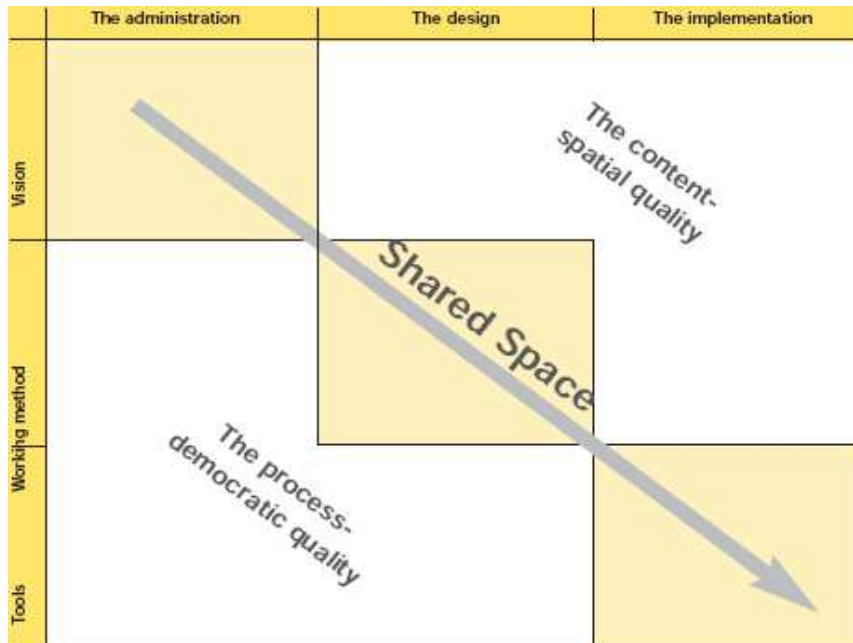 The administration
The design
The implementation
Vision
Working method
Tools
The content-
spatial quality
Shared Space
The process-
democratic quality